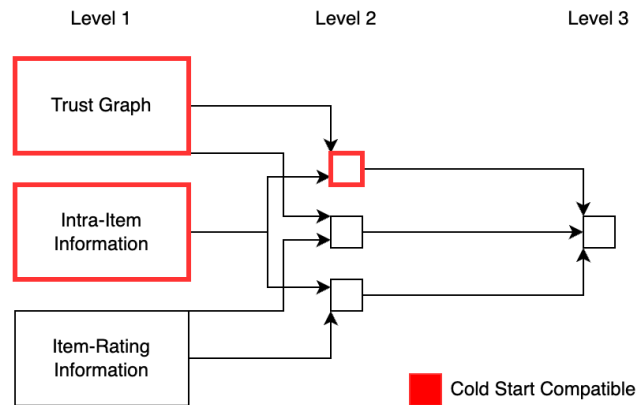 Level 1
Level 2
Level 3
Trust Graph
Intra-Item
Information
Item-Rating
Information
Cold Start Compatible